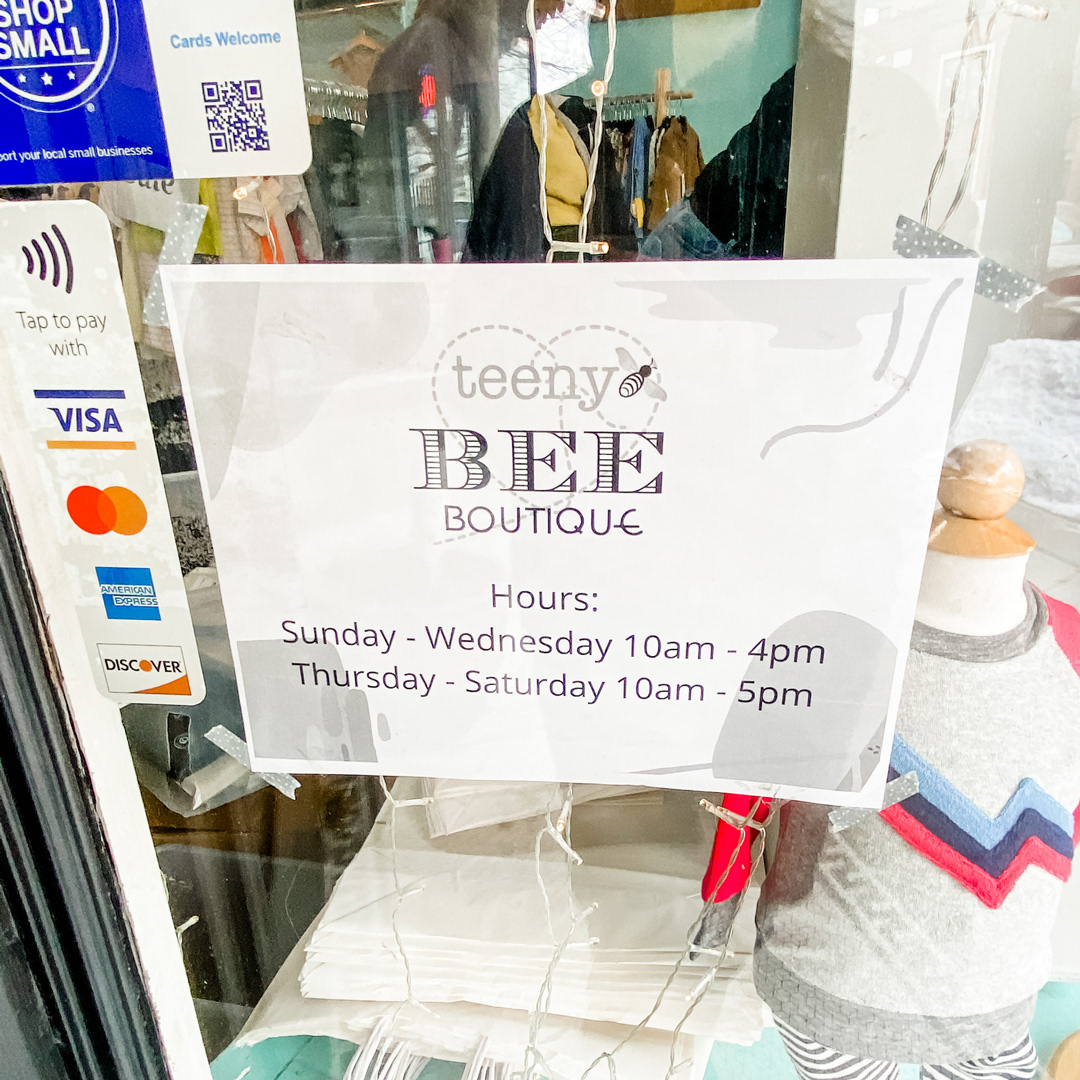 SHOP
SMALL
Cards Welcome
port your local small businesses
Tap to pay
with
VISA
AMERICAN
EXPRESS
DISCOVER
teeny
BEE
BOUTIQUE
Hours:
Sunday - Wednesday 10am - 4pm
Thursday - Saturday 10am - 5pm